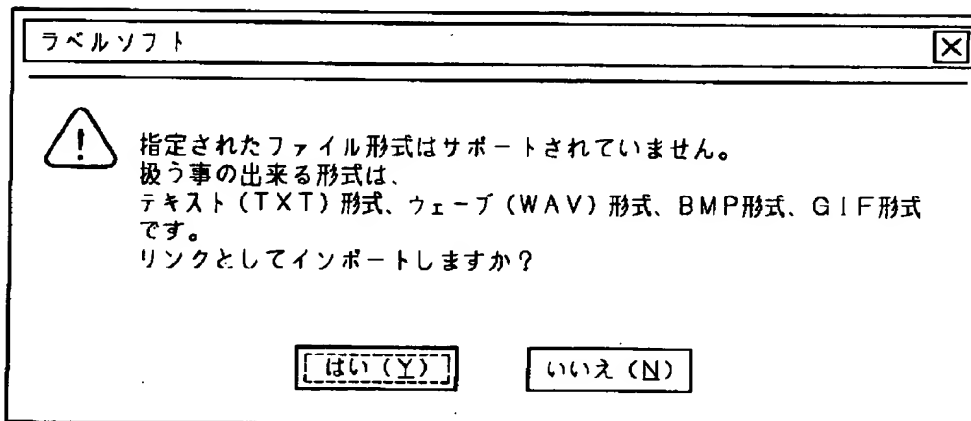 ラベルソフト
指定されたファイル形式はサポートされていません。
扱う事の出来る形式は、
テキスト(TXT)形式、ウェーブ(WAV)形式、BMP形式、GIF形式
です。
リンクとしてインポートしますか?
はい(Y) いいえ(N)